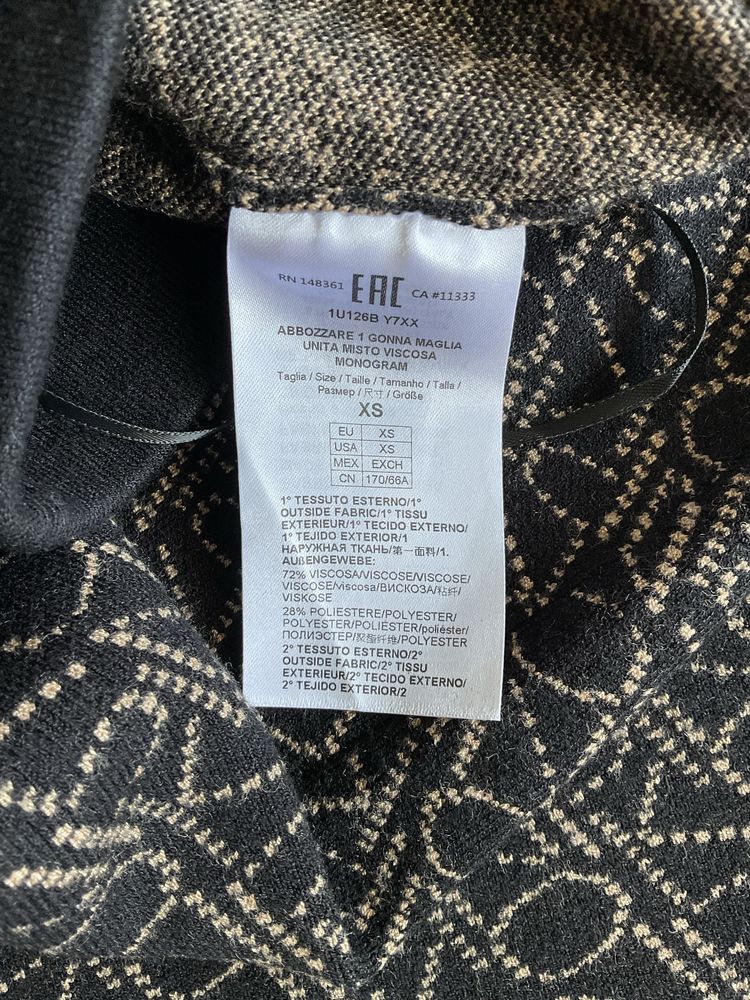 RN 148361 EAC CA #11333
1U126B Y7XX
ABBOZZARE 1 GONNA MAGLIA
UNITA MISTO VISCOSA
MONOGRAM
Taglia / Size / Taille / Tamanho / Talla /
Размер / 尺寸 / Größe
XS
EU XS
USA XS
MEX EXCH
CN 170/66A
1° TESSUTO ESTERNO/1°
OUTSIDE FABRIC/1° TISSU
EXTERIEUR/1° TECIDO EXTERNO/
1° TEJIDO EXTERIOR/1
НАРУЖНАЯ ТКАНЬ/第一面料/1.
AUßENGEWEBE:
72% VISCOSA/VISCOSE/VISCOSE/
VISCOSE/viscosa/ВИСКОЗА/粘纤/
VISKOSE
28% POLIESTERE/POLYESTER/
POLYESTER/POLIÉSTER/poliéster/
ПОЛИЭСТЕР/聚酯纤维/POLYESTER
2° TESSUTO ESTERNO/2°
OUTSIDE FABRIC/2° TISSU
EXTERIEUR/2° TECIDO EXTERNO/
2° TEJIDO EXTERIOR/2